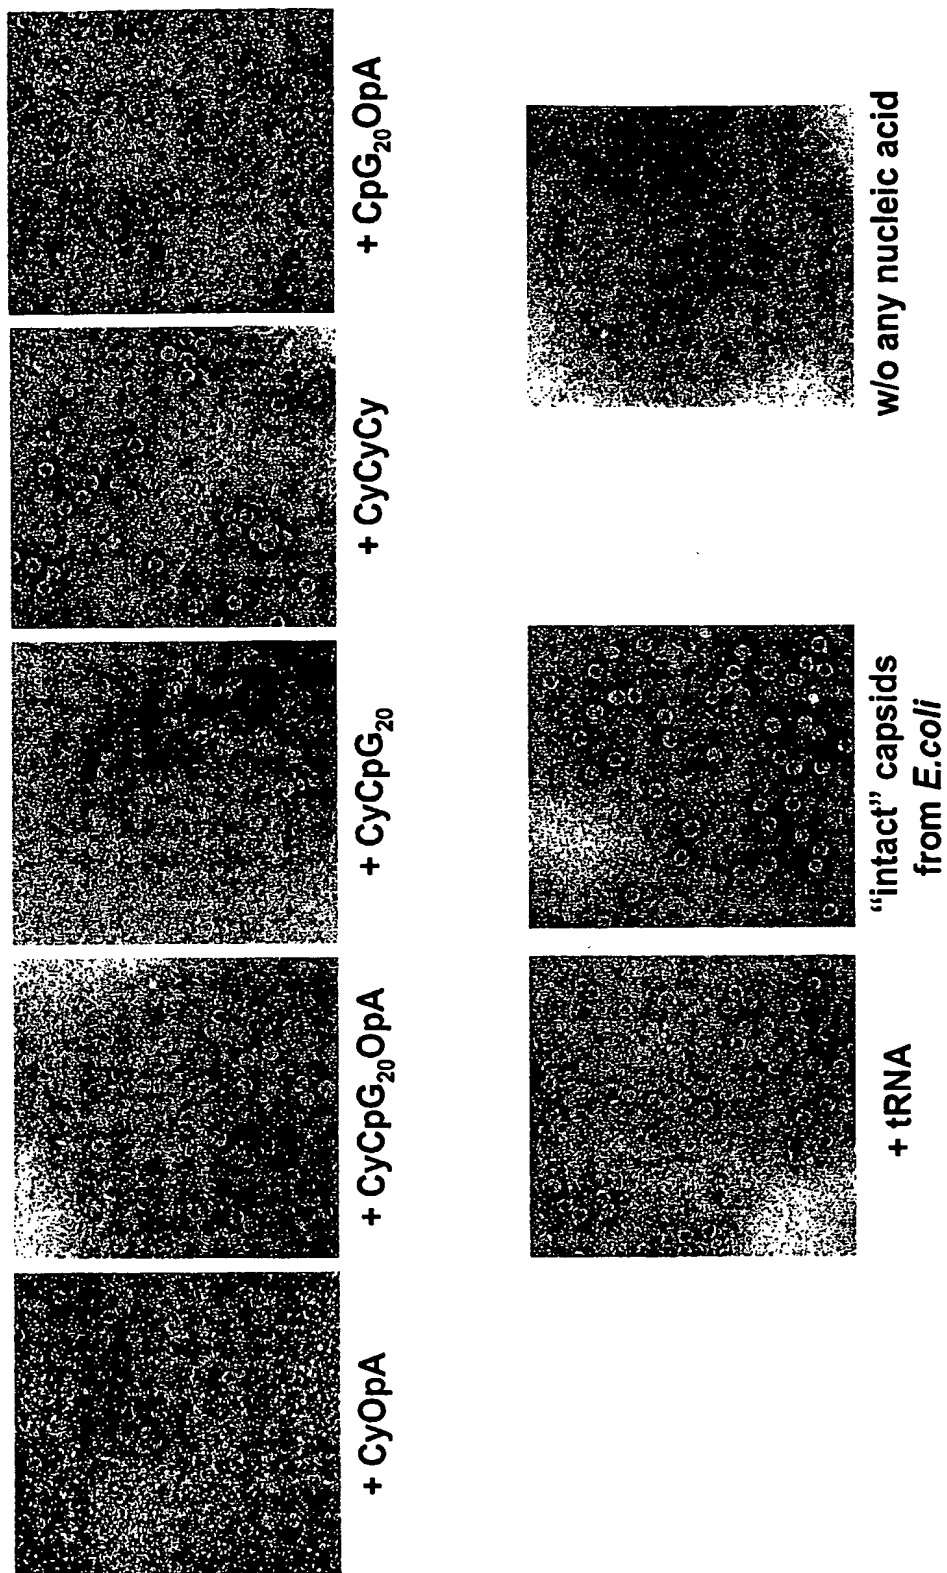 + CyOpA
+ CyCpG₂₀OpA
+ CyCpG₂₀
+ CyCyCy
+ CpG₂₀OpA
+ tRNA
“intact” capsids
from E.coli
w/o any nucleic acid